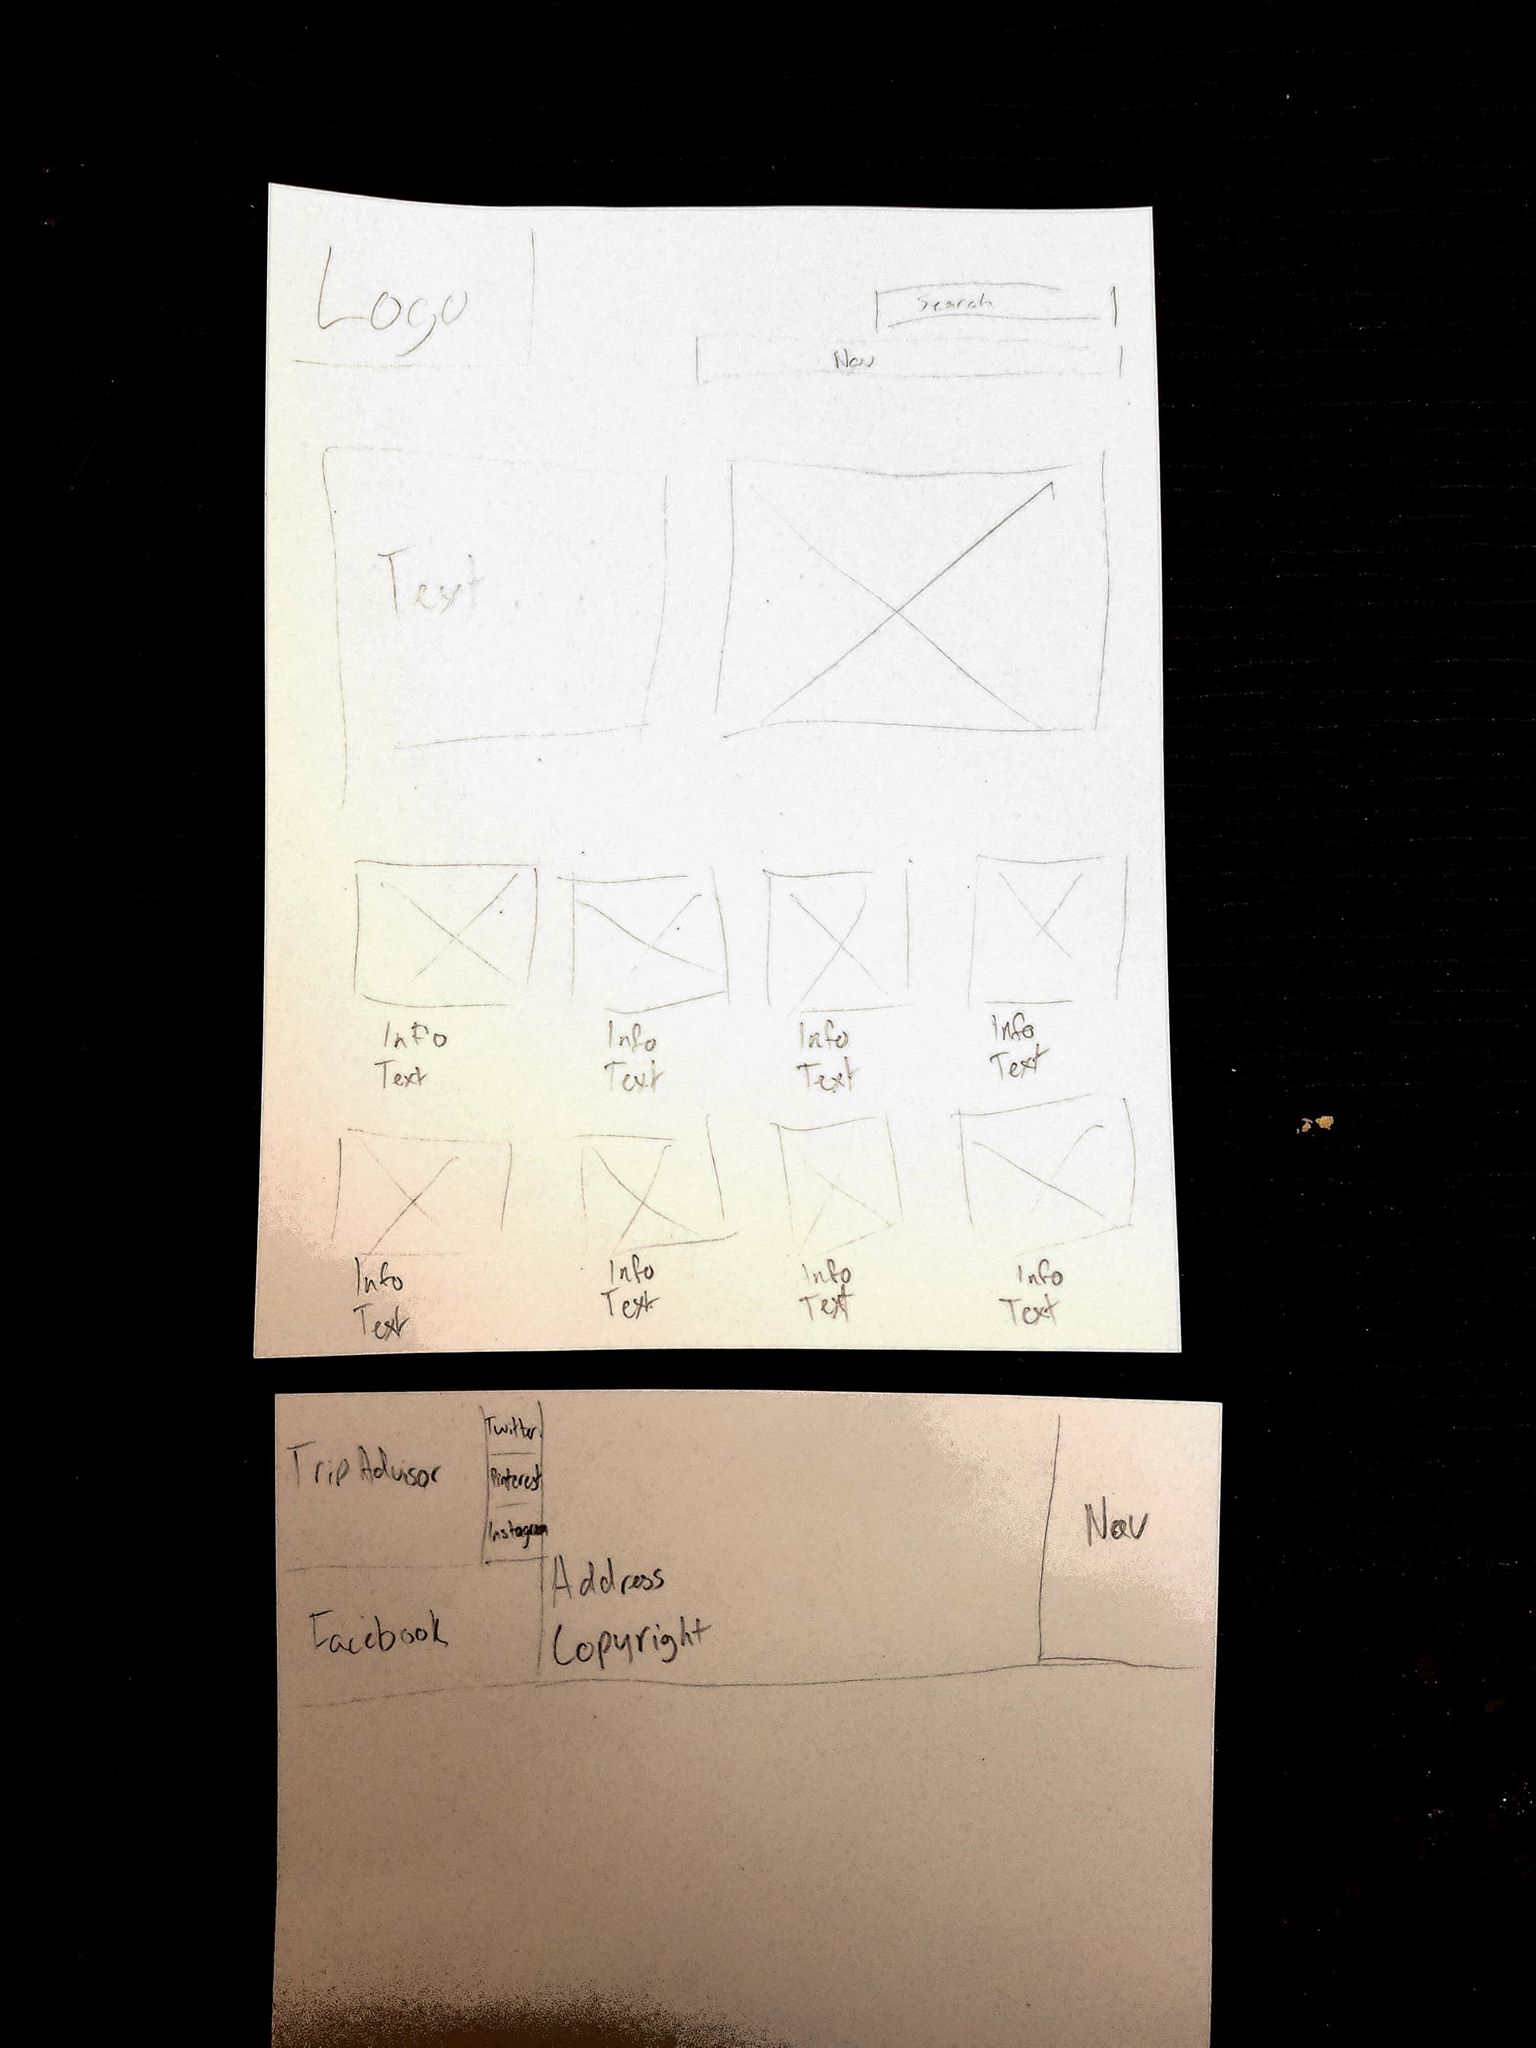 Logo
Search
Nav
Text
Info Info Info Info
Text Text Text Text
Info Info Info Info
Text Text Text Text
Trip Advisor
Twitter
Pinterest
Instagram
Facebook
Address
Copyright
Nav